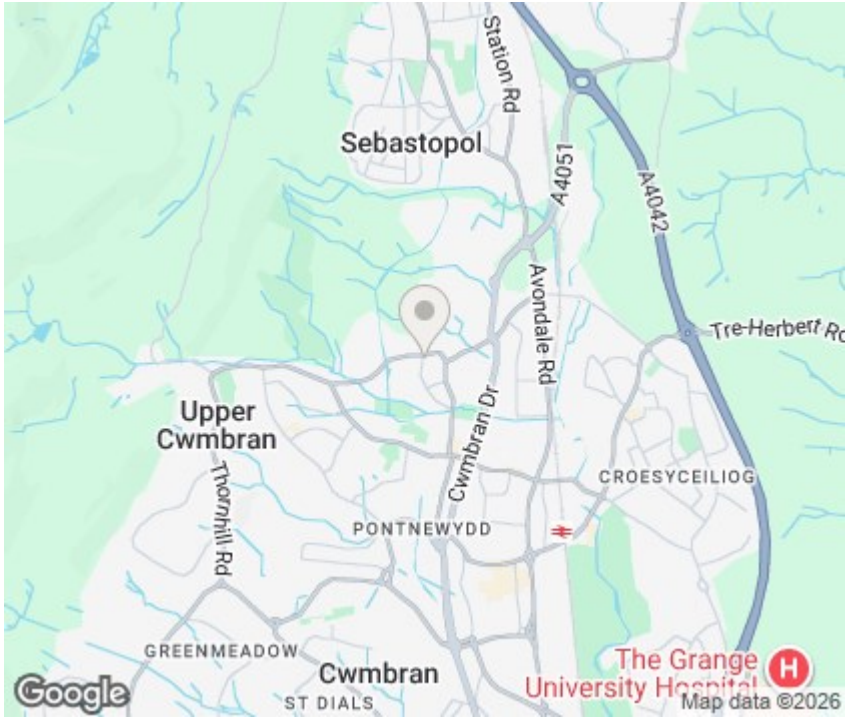 Station Rd
Sebastopol
A4051
A4042
Avondale Rd
Tre-Herbert Rd
Upper
Cwmbran
Cwmbran Dr
Thornhill Rd
CROESYCEILIOG
PONTNEWYDD
GREENMEADOW
Cwmbran
ST DIALS
The Grange
University Hospital
H
Google
Map data ©2026